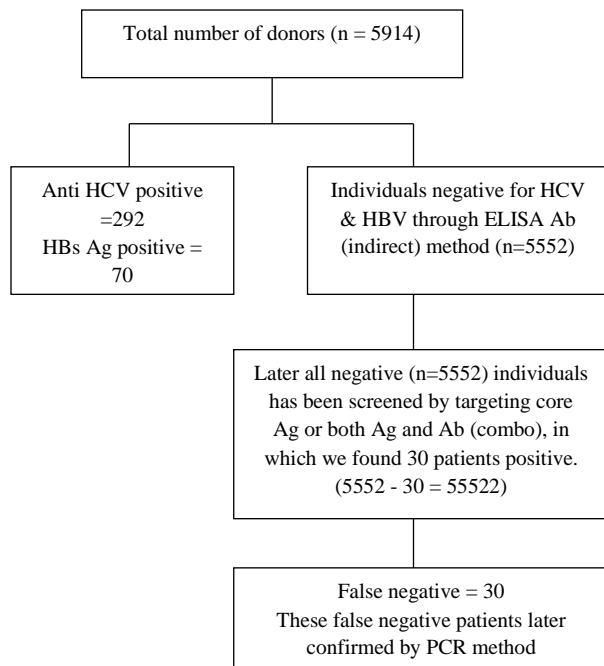 Total number of donors (n = 5914)
Anti HCV positive
=292
HBs Ag positive =
70
Individuals negative for HCV
& HBV through ELISA Ab
(indirect) method (n=5552)
Later all negative (n=5552) individuals
has been screened by targeting core
Ag or both Ag and Ab (combo), in
which we found 30 patients positive.
(5552 - 30 = 55522)
False negative = 30
These false negative patients later
confirmed by PCR method